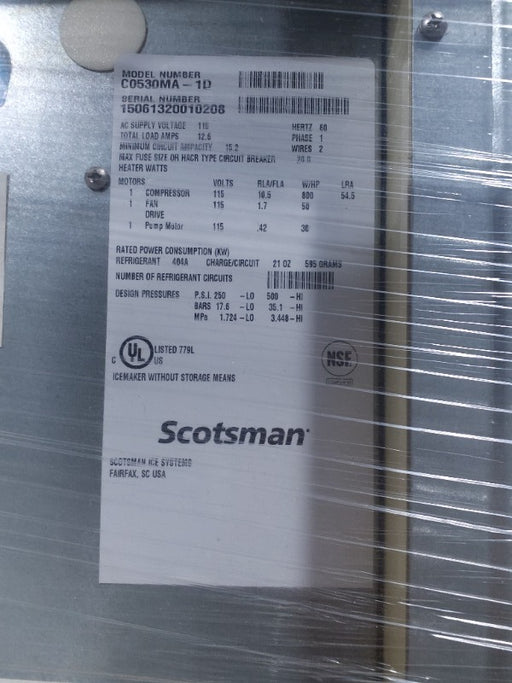 MODEL NUMBER
C0530MA - 1D
SERIAL NUMBER
15061320010208
AC SUPPLY VOLTAGE 115 HERTZ 60
TOTAL LOAD AMPS 12.6 PHASE 1
MINIMUM CIRCUIT AMPACITY 15.2 WIRES 2
MAX FUSE SIZE OR HACR TYPE CIRCUIT BREAKER 20.0
HEATER WATTS
MOTORS VOLTS RLA/FLA W/HP LRA
1 COMPRESSOR 115 10.5 800 54.5
1 FAN 115 1.7 50
DRIVE
1 Pump Motor 115 .42 30
RATED POWER CONSUMPTION (KW)
REFRIGERANT 404A CHARGE/CIRCUIT 21 OZ 595 GRAMS
NUMBER OF REFRIGERANT CIRCUITS
DESIGN PRESSURES P.S.I. 250 -LO 500 -HI
BARS 17.6 -LO 35.1 -HI
MPa 1.724 -LO 3.448 -HI
C UL US LISTED 779L
NSF
ICEMAKER WITHOUT STORAGE MEANS
Scotsman
SCOTSMAN ICE SYSTEMS
FAIRFAX, SC USA